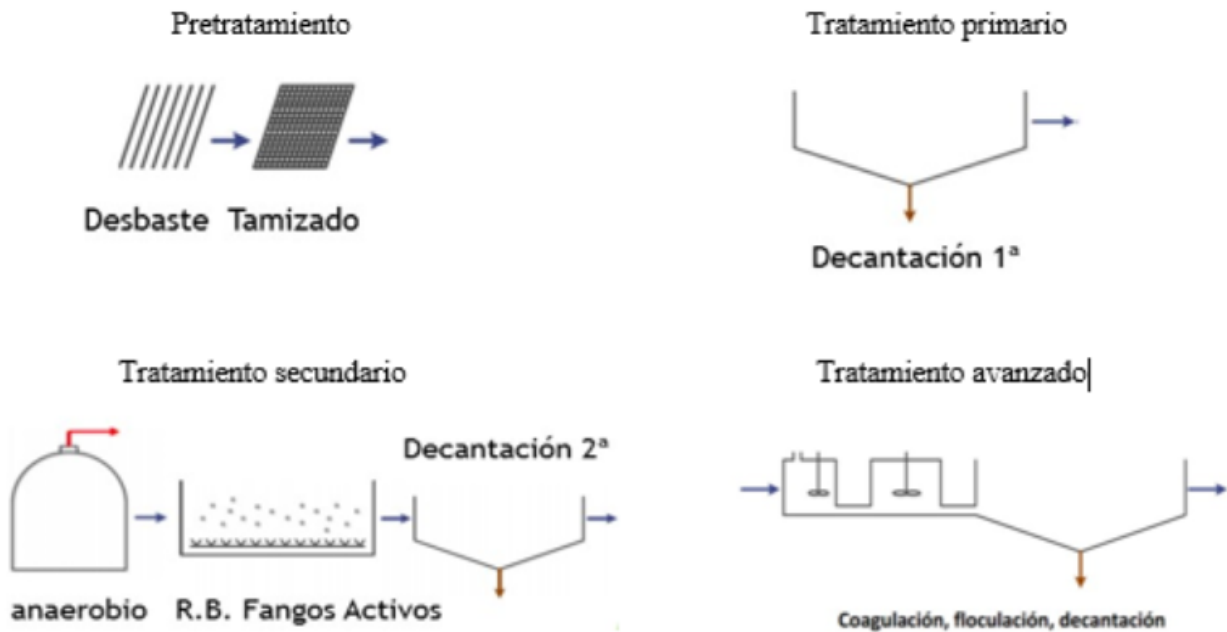 Pretratamiento
Tratamiento primario
Desbaste Tamizado
Decantación 1ª
Tratamiento secundario
Tratamiento avanzado
Decantación 2ª
anaerobio R.B. Fangos Activos
Coagulación, floculación, decantación